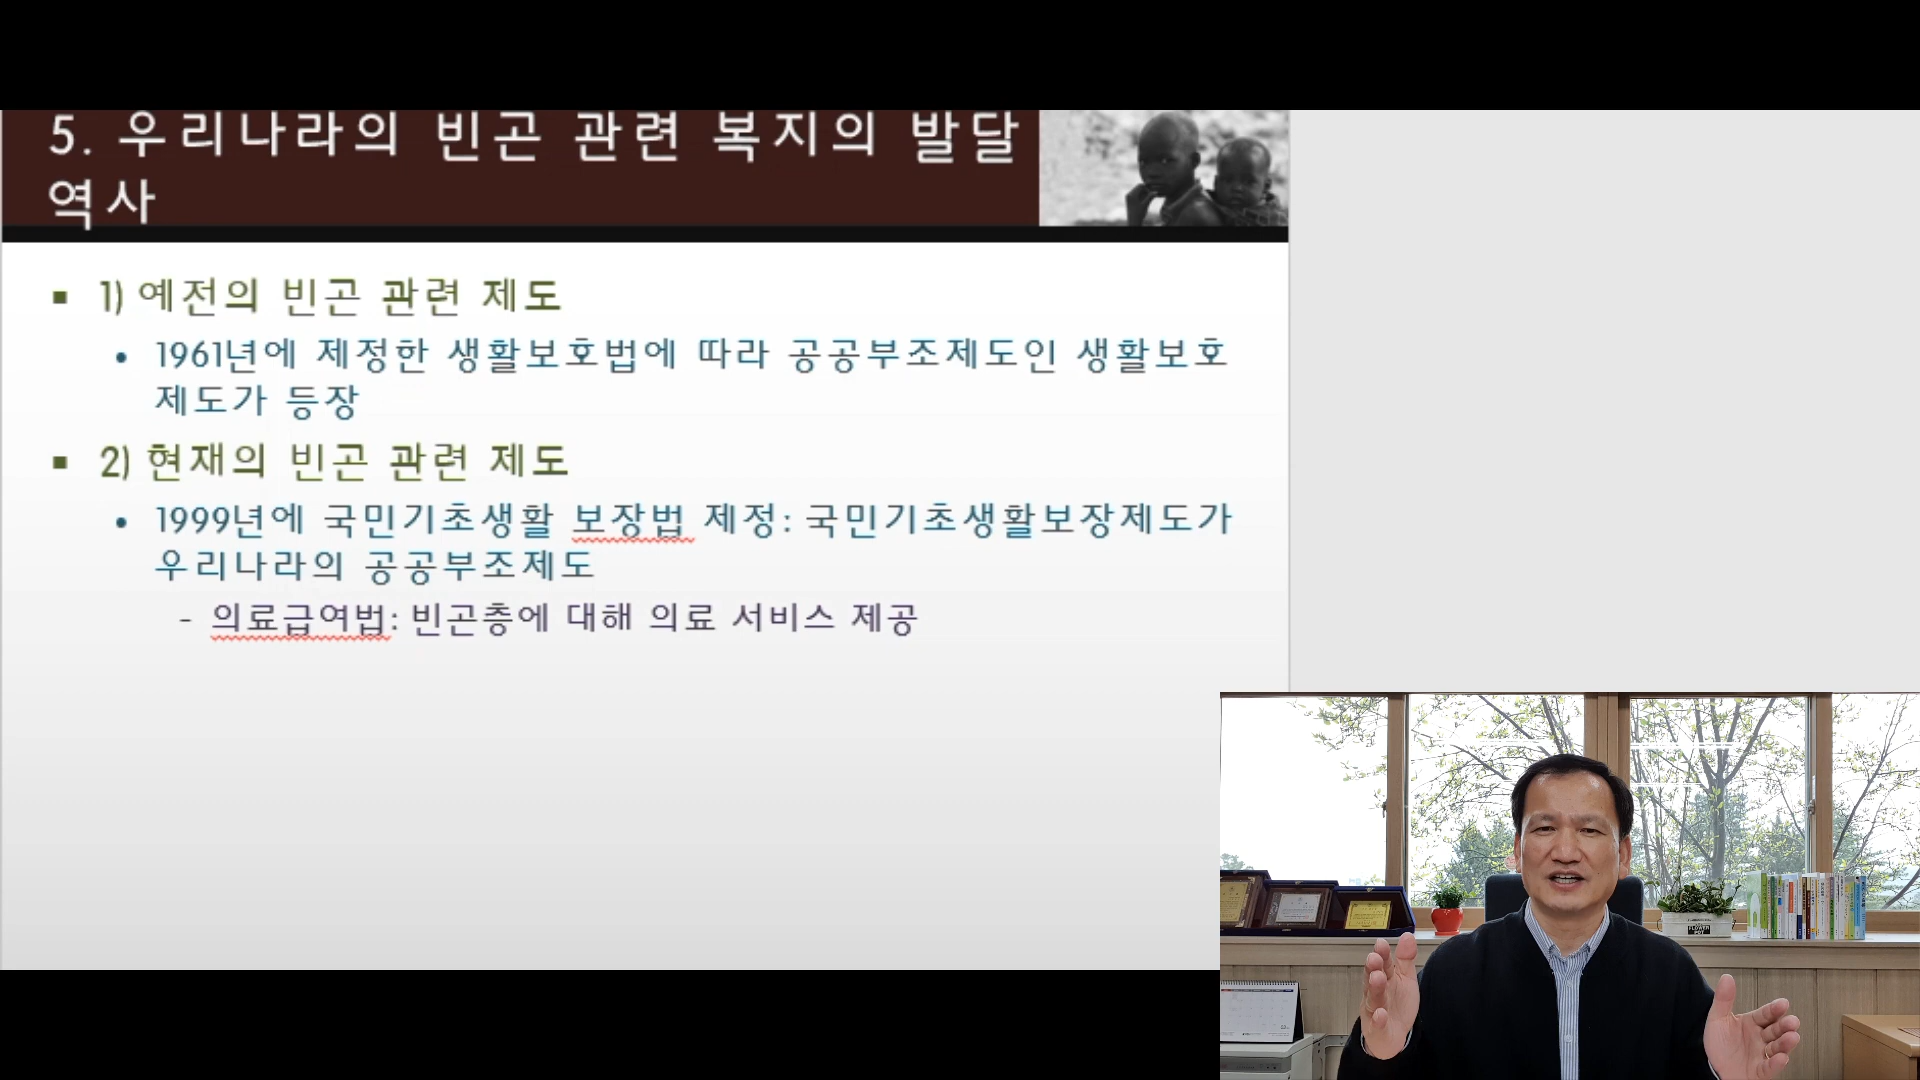 5. 우리나라의 빈곤 관련 복지의 발달
역사
1) 예전의 빈곤 관련 제도
1961년에 제정한 생활보호법에 따라 공공부조제도인 생활보호
제도가 등장
2) 현재의 빈곤 관련 제도
1999년에 국민기초생활 보장법 제정: 국민기초생활보장제도가
우리나라의 공공부조제도
- 의료급여법: 빈곤층에 대해 의료 서비스 제공